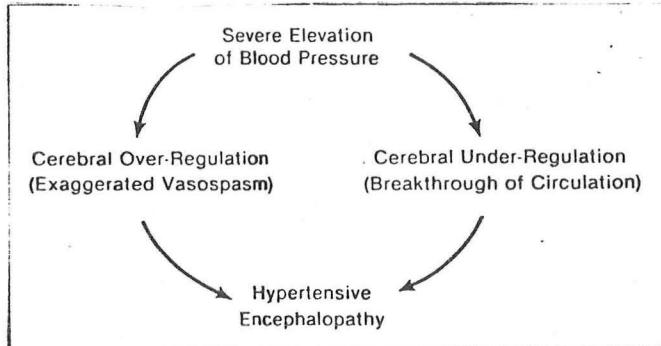 Severe Elevation
of Blood Pressure
Cerebral Over-Regulation
(Exaggerated Vasospasm)
Cerebral Under-Regulation
(Breakthrough of Circulation)
Hypertensive
Encephalopathy